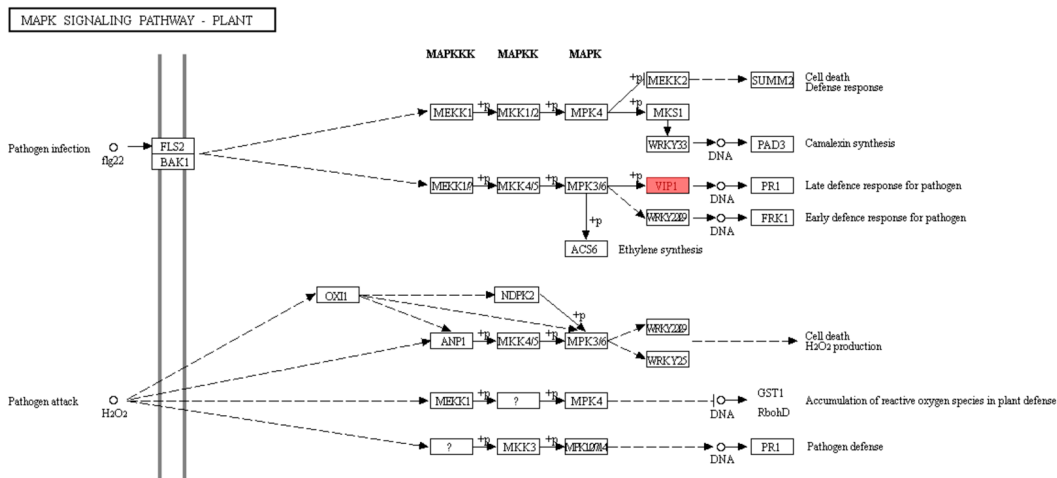 MAPK SIGNALING PATHWAY - PLANT
MAPKKK MAPKK MAPK
+p MEKK2 SUMM2 Cell death
Defense response
MEKK1 +p MKK1/2 +p MPK4 +p MKS1
Pathogen infection flg22 FLS2
BAK1
WRKY33 DNA PAD3 Camalexin synthesis
MEKK1/? +p MKK4/5 +p MPK3/6 +p VIP1 DNA PR1 Late defence response for pathogen
DNA FRK1 Early defence response for pathogen
+p
ACS6 Ethylene synthesis
OXI1 NDPK2
+p
ANP1 +p MKK4/5 +p MPK3/6
WRKY25
Cell death
H2O2 production
Pathogen attack H2O2
MEKK1 +p ? +p MPK4 DNA GST1
RbohD
Accumulation of reactive oxygen species in plant defense
? +p MKK3 +p DNA PR1 Pathogen defense